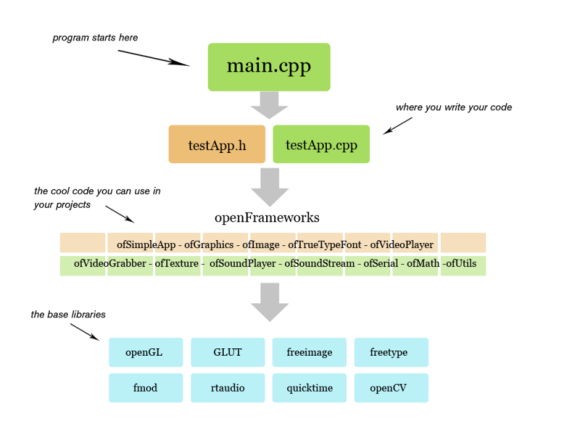 program starts here
main.cpp
where you write your code
testApp.h
testApp.cpp
the cool code you can use in
your projects
openFrameworks
ofSimpleApp - ofGraphics - ofImage - ofTrueTypeFont - ofVideoPlayer
ofVideoGrabber - ofTexture - ofSoundPlayer - ofSoundStream - ofSerial - ofMath -ofUtils
the base libraries
openGL GLUT freeimage freetype
fmod rtaudio quicktime openCV